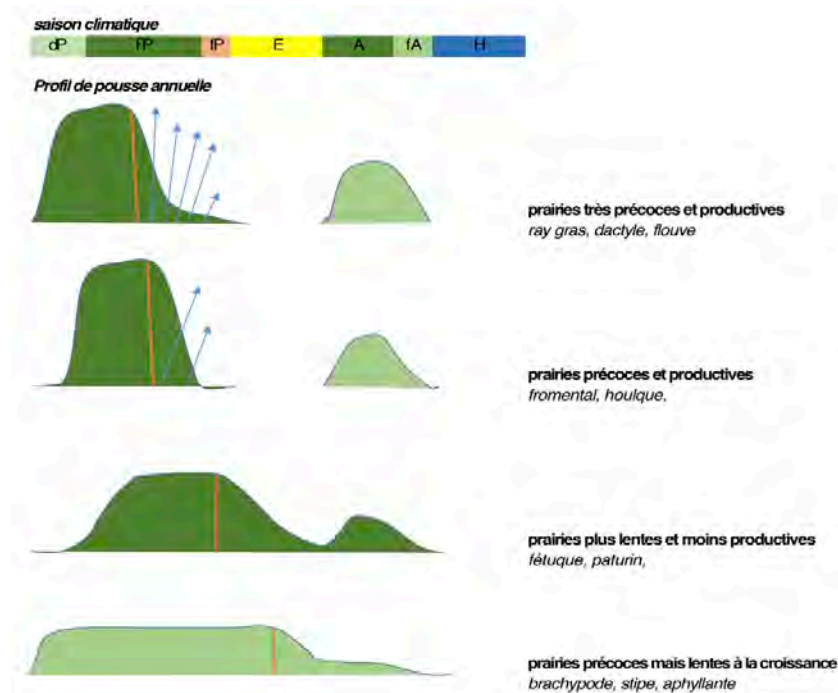 saison climatique
dP fP fP E A fA H
Profil de pousse annuelle
prairies très précoces et productives
ray gras, dactyle, flouve
prairies précoces et productives
fromental, houlque,
prairies plus lentes et moins productives
fétuque, paturin,
prairies précoces mais lentes à la croissance
brachypode, stipe, aphyllante